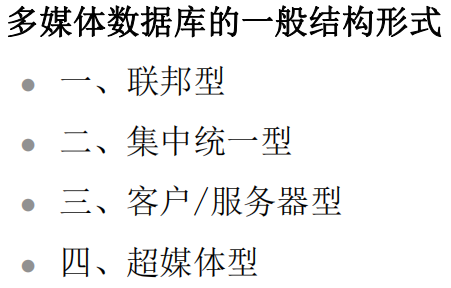 多媒体数据库的一般结构形式
一、联邦型
二、集中统一型
三、客户/服务器型
四、超媒体型